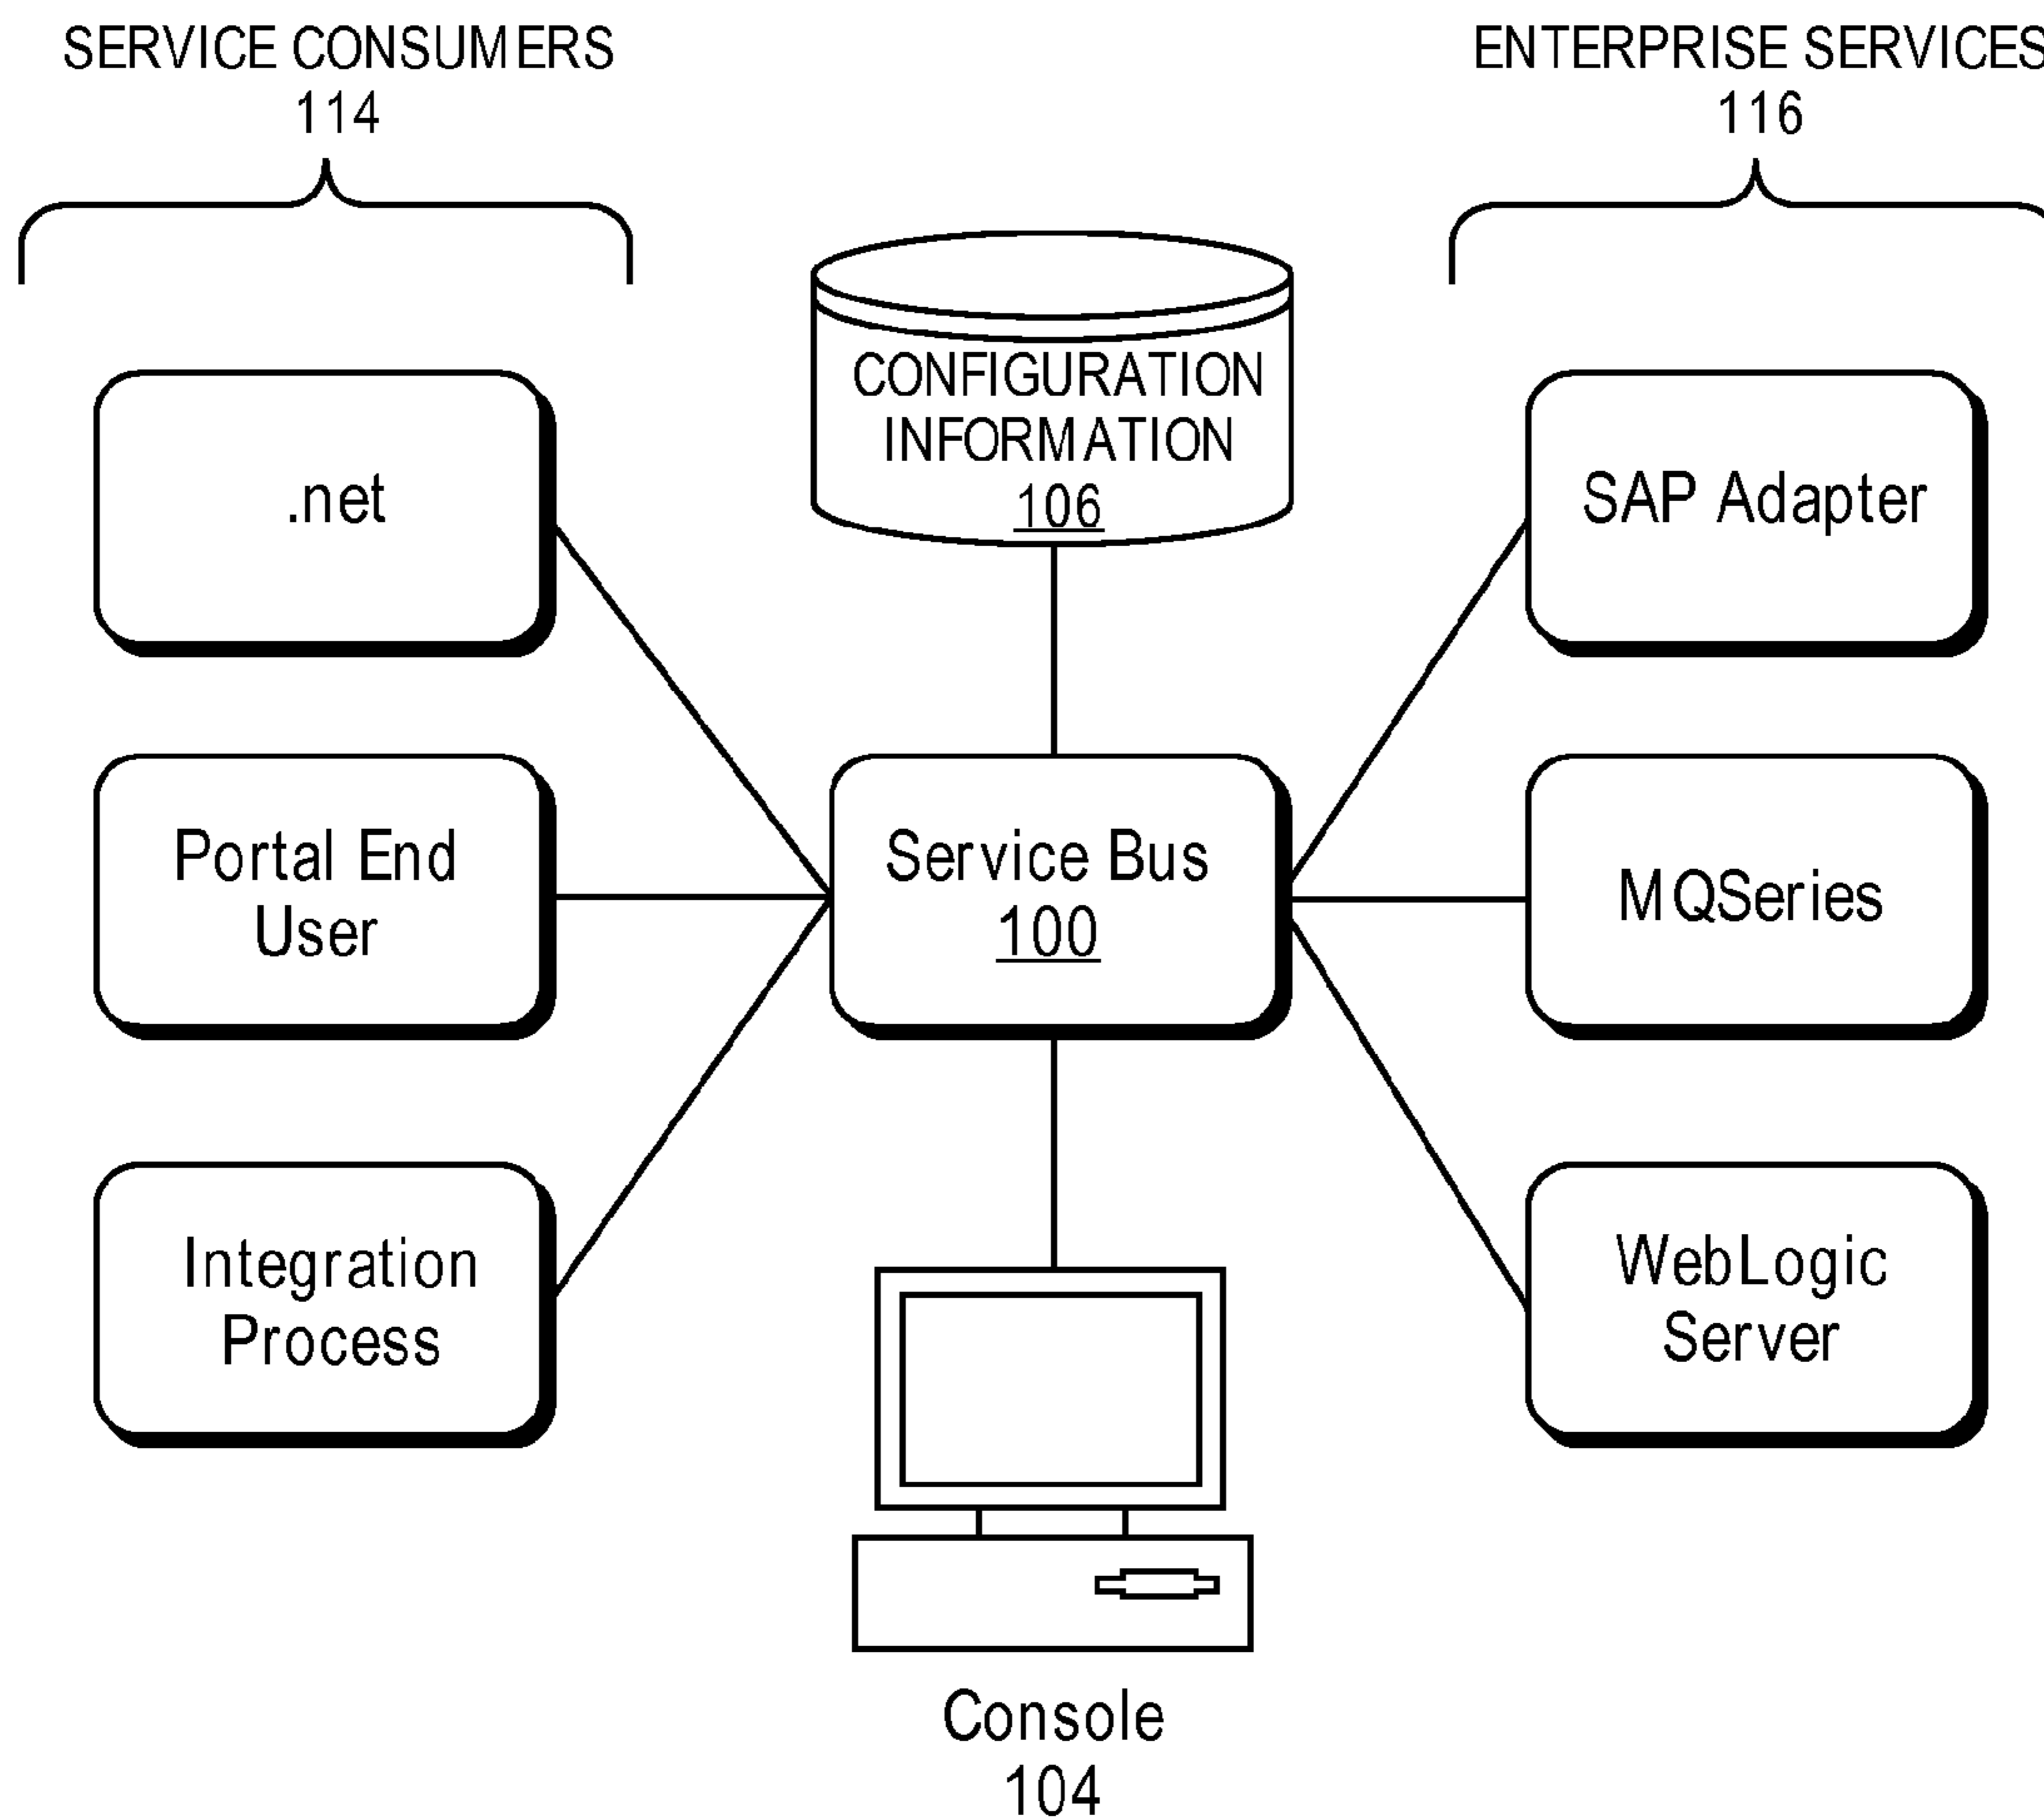 SERVICE CONSUMERS
114
ENTERPRISE SERVICES
116
CONFIGURATION
INFORMATION
106
.net
SAP Adapter
Portal End
User
Service Bus
100
MQSeries
Integration
Process
WebLogic
Server
Console
104